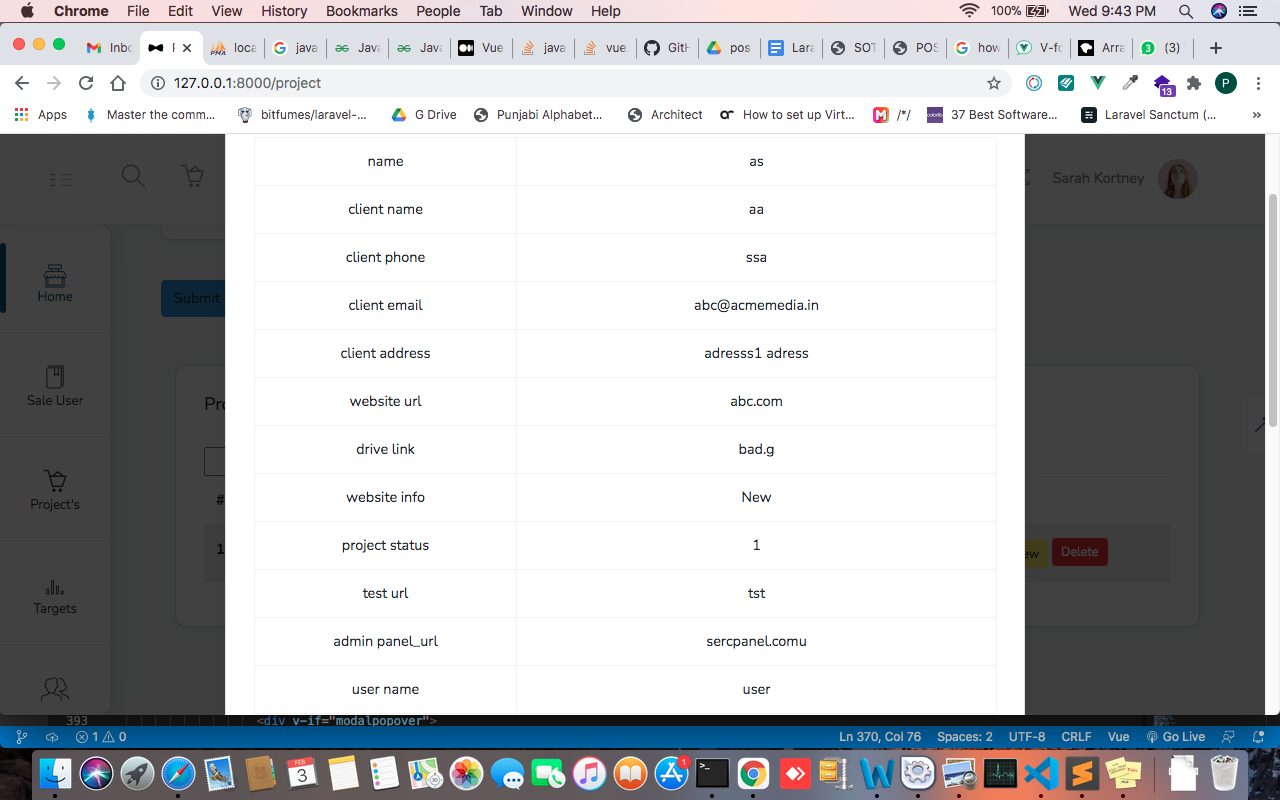 Chrome File Edit View History Bookmarks People Tab Window Help 100% Wed 9:43 PM
Inbc loca java Java Java Vue java vue. GitH pos Lara SOT POS how V-fo Arra (3)
127.0.0.1:8000/project
Apps Master the comm... bitfumes/laravel-... G Drive Punjabi Alphabet... Architect How to set up Virt... /*/ 37 Best Software... Laravel Sanctum (... »
P
13
Sarah Kortney
name as
client name aa
client phone ssa
client email abc@acmemedia.in
client address adresss1 adress
website url abc.com
drive link bad.g
website info New
project status 1
test url tst
admin panel_url sercpanel.comu
user name user
Home
Sale User
Project's
Targets
Submit
#
1
Delete
393 <div v-if="modalpopover">
1 0 Ln 370, Col 76 Spaces: 2 UTF-8 CRLF Vue Go Live
FEB
3
1